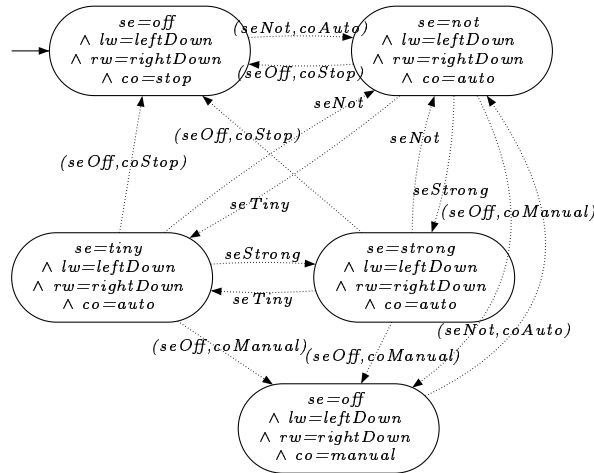 se=off
∧ lw=leftDown
∧ rw=rightDown
∧ co=stop
(seNot,coAuto)
(seOff,coStop)
se=not
∧ lw=leftDown
∧ rw=rightDown
∧ co=auto
seNot
(seOff,coStop)
seNot
(seOff,coStop)
seStrong
seTiny
(seOff,coManual)
se=tiny
∧ lw=leftDown
∧ rw=rightDown
∧ co=auto
seStrong
seTiny
se=strong
∧ lw=leftDown
∧ rw=rightDown
∧ co=auto
(seNot,coAuto)
(seOff,coManual)
(seOff,coManual)
se=off
∧ lw=leftDown
∧ rw=rightDown
∧ co=manual